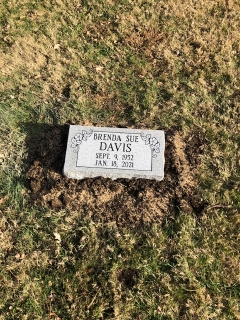 BRENDA SUE
DAVIS
SEPT. 9, 1952
JAN. 18, 2021